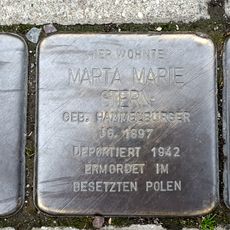 HIER WOHNTE
MARTA MARIE
STERN
GEB. HAMMELBURGER
JG. 1897
DEPORTIERT 1942
ERMORDET IM
BESETZTEN POLEN